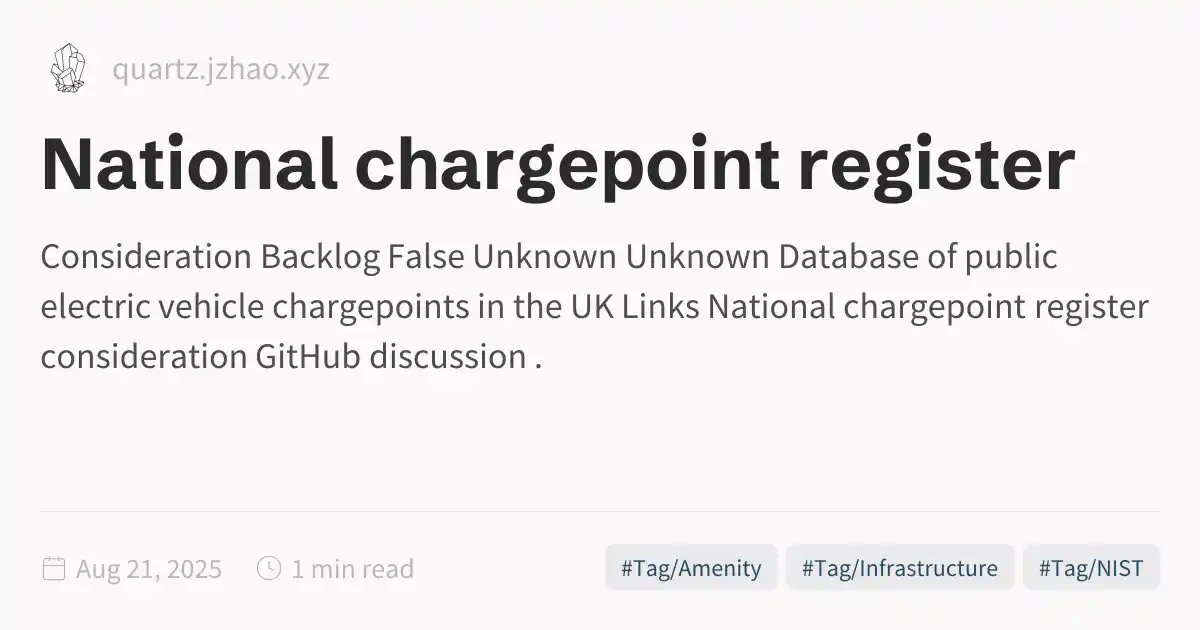 quartz.jzhao.xyz
National chargepoint register
Consideration Backlog False Unknown Unknown Database of public
electric vehicle chargepoints in the UK Links National chargepoint register
consideration GitHub discussion .
Aug 21, 2025 1 min read #Tag/Amenity #Tag/Infrastructure #Tag/NIST